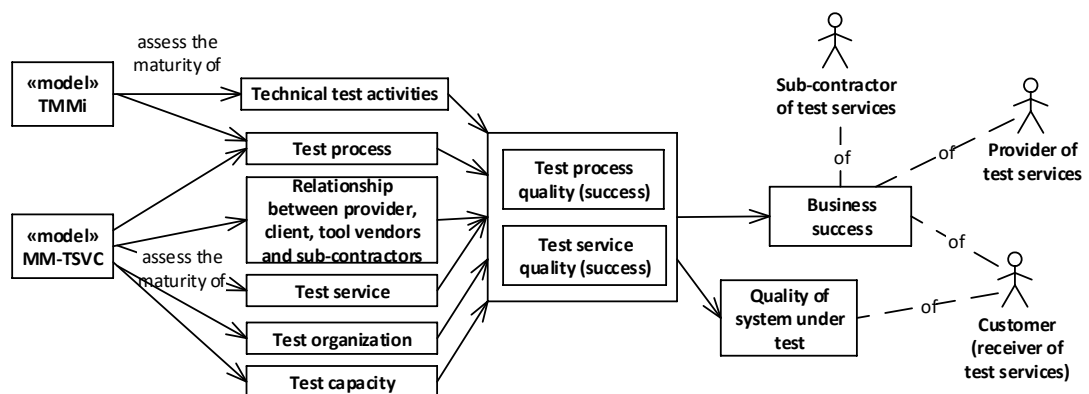 assess the
maturity of
«model»
TMMi
Technical test activities
Test process
Relationship
between provider,
client, tool vendors
and sub-contractors
«model»
MM-TSVC
assess the
maturity of
Test service
Test organization
Test capacity
Test process
quality (success)
Test service
quality (success)
Sub-contractor
of test services
of
of
Provider of
test services
Business
success
of
Quality of
system under
test
of
Customer
(receiver of
test services)